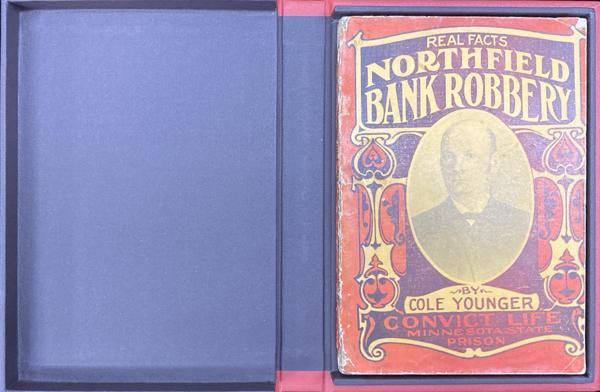 REAL FACTS
NORTHFIELD
BANK ROBBERY
BY
COLE YOUNGER
CONVICT LIFE
MINNESOTA STATE
PRISON